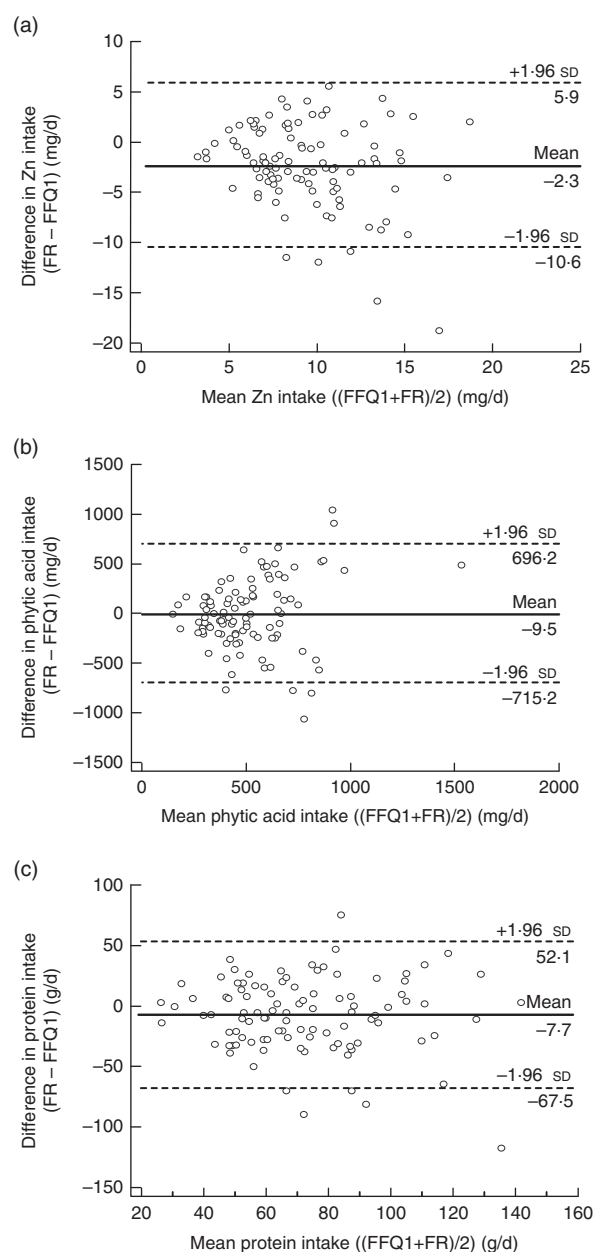 (a)
Difference in Zn intake
(FR – FFQ1) (mg/d)
10
5
0
–5
–10
–15
–20
+1·96 SD
5·9
Mean
–2·3
–1·96 SD
–10·6
0 5 10 15 20 25
Mean Zn intake ((FFQ1+FR)/2) (mg/d)
(b)
Difference in phytic acid intake
(FR – FFQ1) (mg/d)
1500
1000
500
0
–500
–1000
–1500
+1·96 SD
696·2
Mean
–9·5
–1·96 SD
–715·2
0 500 1000 1500 2000
Mean phytic acid intake ((FFQ1+FR)/2) (mg/d)
(c)
Difference in protein intake
(FR – FFQ1) (g/d)
100
50
0
–50
–100
–150
+1·96 SD
52·1
Mean
–7·7
–1·96 SD
–67·5
20 40 60 80 100 120 140 160
Mean protein intake ((FFQ1+FR)/2) (g/d)